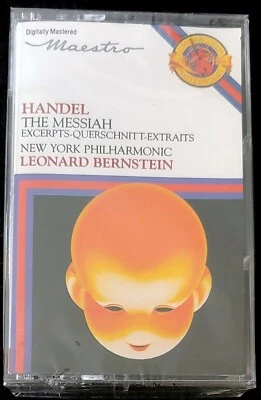 Digitally Mastered
Maestro
HANDEL
THE MESSIAH
EXCERPTS·QUERSCHNITT·EXTRAITS
NEW YORK PHILHARMONIC
LEONARD BERNSTEIN